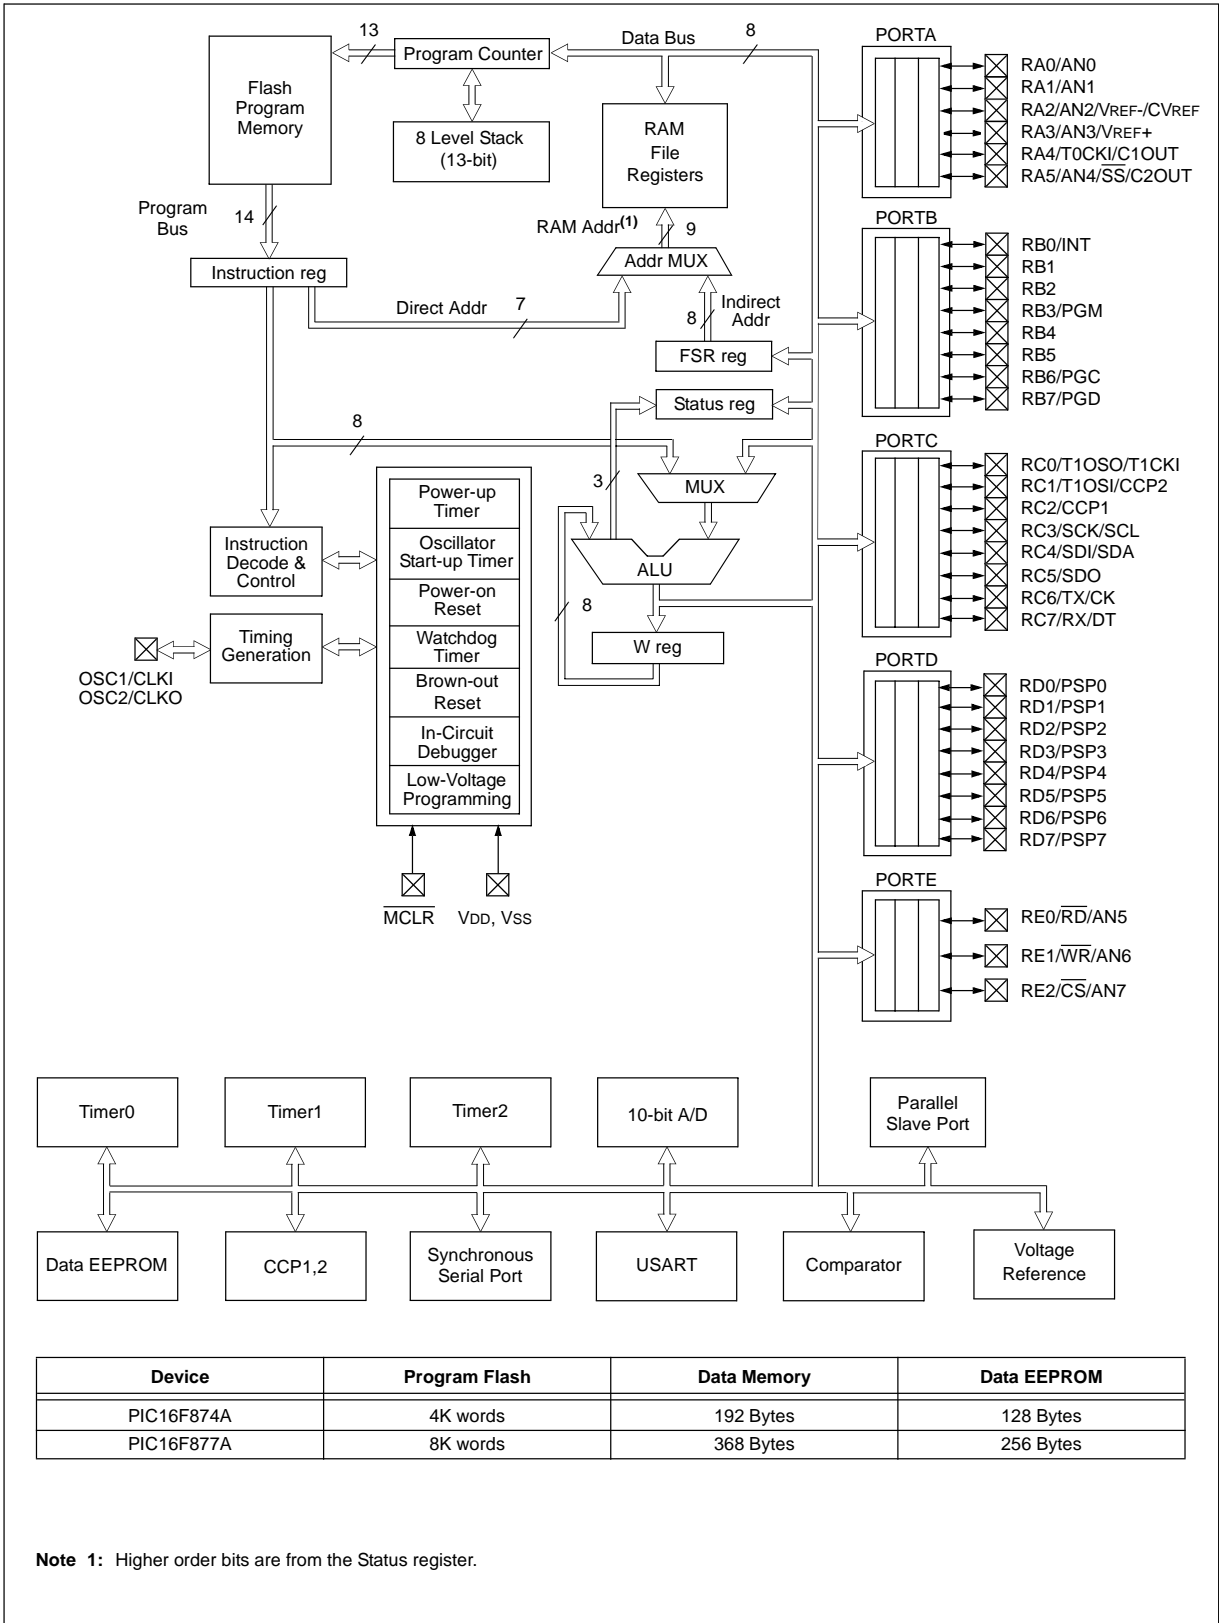 13
Data Bus
8
PORTA
Program Counter
Flash
Program
Memory
8 Level Stack
(13-bit)
RAM
File
Registers
RA0/AN0
RA1/AN1
RA2/AN2/VREF-/CVREF
RA3/AN3/VREF+
RA4/T0CKI/C1OUT
RA5/AN4/SS/C2OUT
Program
Bus
14
RAM Addr(1)
9
PORTB
Addr MUX
Instruction reg
Direct Addr
7
8
Indirect
Addr
FSR reg
Status reg
RB0/INT
RB1
RB2
RB3/PGM
RB4
RB5
RB6/PGC
RB7/PGD
8
3
MUX
PORTC
RC0/T1OSO/T1CKI
RC1/T1OSI/CCP2
RC2/CCP1
RC3/SCK/SCL
RC4/SDI/SDA
RC5/SDO
RC6/TX/CK
RC7/RX/DT
Instruction
Decode &
Control
Timing
Generation
OSC1/CLKI
OSC2/CLKO
Power-up
Timer
Oscillator
Start-up Timer
Power-on
Reset
Watchdog
Timer
Brown-out
Reset
In-Circuit
Debugger
Low-Voltage
Programming
ALU
8
W reg
MCLR
VDD, VSS
PORTD
RD0/PSP0
RD1/PSP1
RD2/PSP2
RD3/PSP3
RD4/PSP4
RD5/PSP5
RD6/PSP6
RD7/PSP7
PORTE
RE0/RD/AN5
RE1/WR/AN6
RE2/CS/AN7
Timer0
Timer1
Timer2
10-bit A/D
Parallel
Slave Port
Data EEPROM
CCP1,2
Synchronous
Serial Port
USART
Comparator
Voltage
Reference
Device Program Flash Data Memory Data EEPROM
PIC16F874A 4K words 192 Bytes 128 Bytes
PIC16F877A 8K words 368 Bytes 256 Bytes
Note 1: Higher order bits are from the Status register.